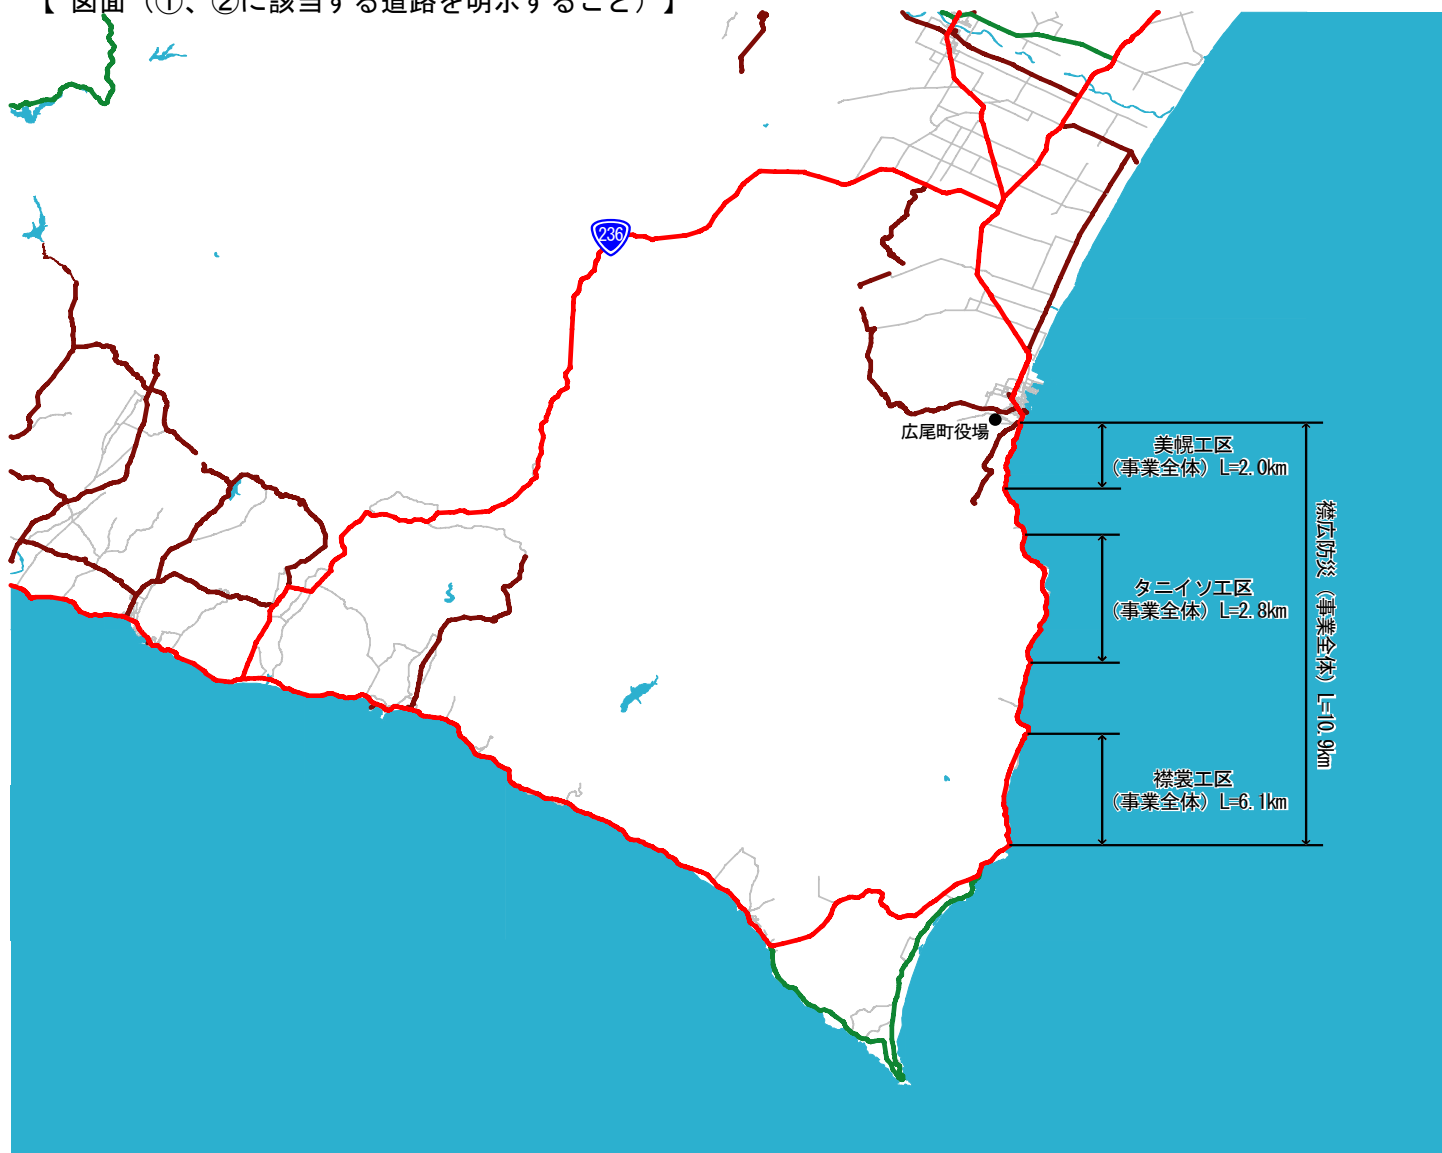 【 図面（①、②に該当する道路を明示すること）】
236
広尾町役場
美幌工区
（事業全体）L=2.0km
タニイソ工区
（事業全体）L=2.8km
襟裳工区
（事業全体）L=6.1km
襟広防災（事業全体）L=10.9km